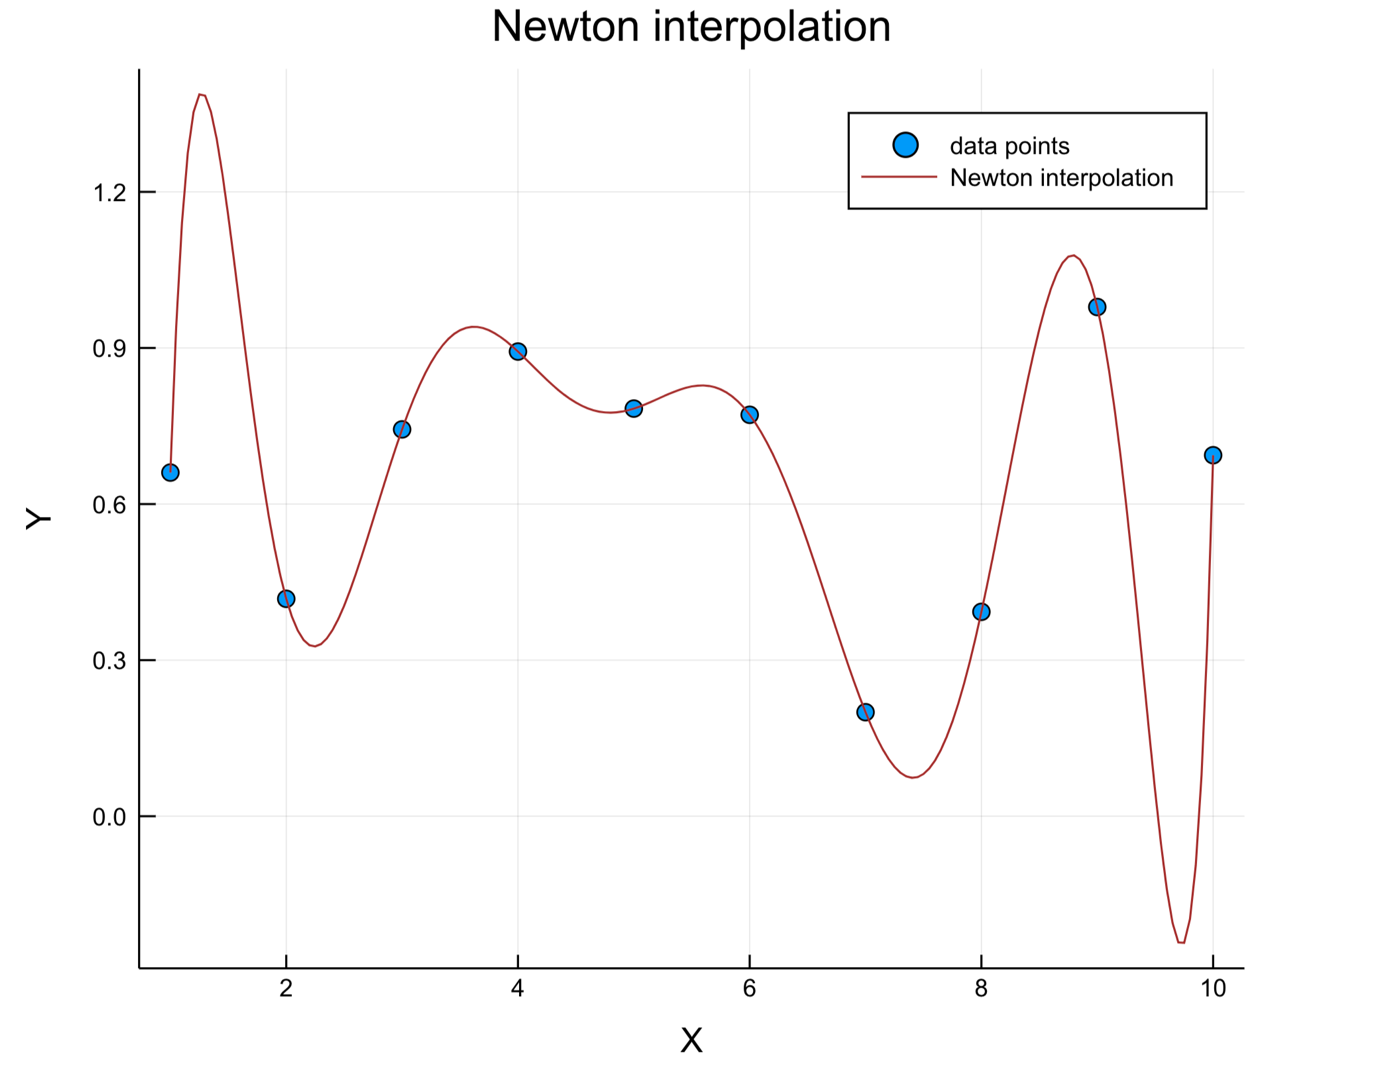 Newton interpolation
data points
Newton interpolation
1.2
0.9
0.6
0.3
0.0
Y
2 4 6 8 10
X